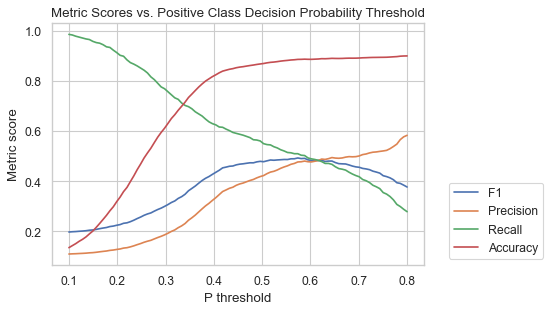 Metric Scores vs. Positive Class Decision Probability Threshold
Metric score
1.0
0.8
0.6
0.4
0.2
0.1 0.2 0.3 0.4 0.5 0.6 0.7 0.8
P threshold
F1
Precision
Recall
Accuracy